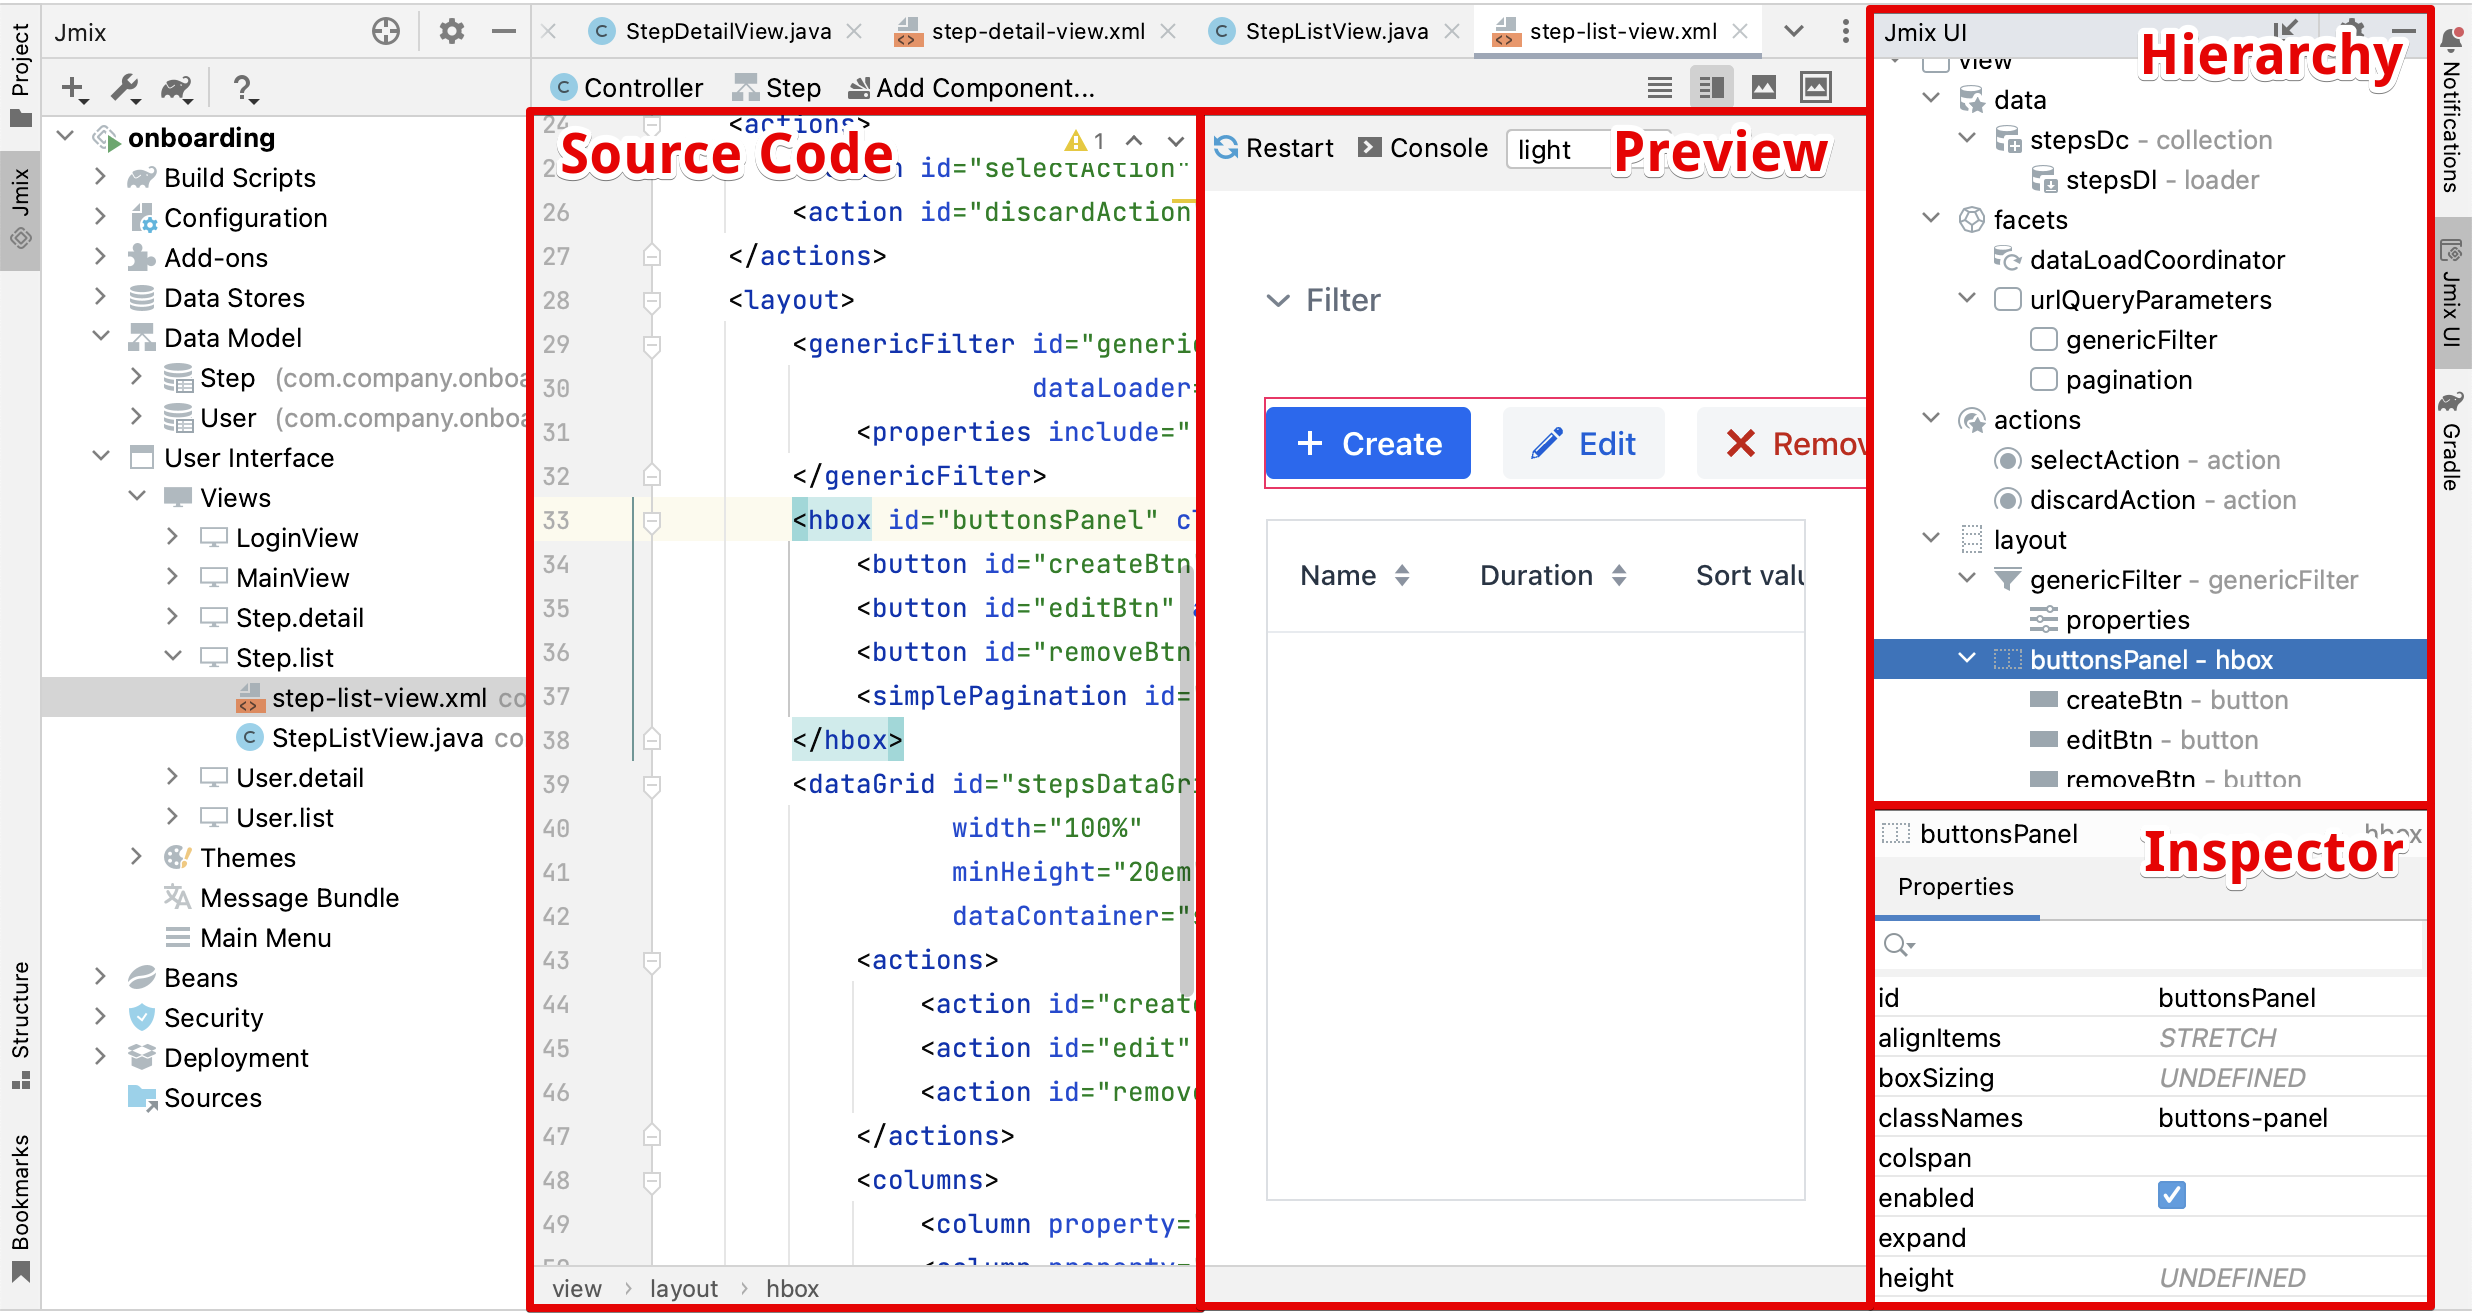 Project
Jmix
Structure
Bookmarks
Jmix
onboarding
Build Scripts
Configuration
Add-ons
Data Stores
Data Model
Step (com.company.onboa
User (com.company.onboa
User Interface
Views
LoginView
MainView
Step.detail
Step.list
step-list-view.xml co
StepListView.java co
User.detail
User.list
Themes
Message Bundle
Main Menu
Beans
Security
Deployment
Sources
StepDetailView.java
step-detail-view.xml
StepListView.java
step-list-view.xml
Controller
Step
Add Component...
Source Code
1
24 <actions>
id="selectAction"
26 <action id="discardAction"
27 </actions>
28 <layout>
29 <genericFilter id="generic
30 dataLoader=
31 <properties include="
32 </genericFilter>
33 <hbox id="buttonsPanel" cl
34 <button id="createBtn
35 <button id="editBtn" a
36 <button id="removeBtn
37 <simplePagination id=
38 </hbox>
39 <dataGrid id="stepsDataGri
40 width="100%"
41 minHeight="20em
42 dataContainer="s
43 <actions>
44 <action id="create
45 <action id="edit"
46 <action id="remove
47 </actions>
48 <columns>
49 <column property=
<column property=
view › layout › hbox
Restart
Console
light
Preview
Filter
Create
Edit
Remov
Name
Duration
Sort valu
Jmix UI
Hierarchy
view
data
stepsDc - collection
stepsDl - loader
facets
dataLoadCoordinator
urlQueryParameters
genericFilter
pagination
actions
selectAction - action
discardAction - action
layout
genericFilter - genericFilter
properties
buttonsPanel - hbox
createBtn - button
editBtn - button
removeBtn - button
buttonsPanel
hbox
Inspector
Properties
id buttonsPanel
alignItems STRETCH
boxSizing UNDEFINED
classNames buttons-panel
colspan
enabled
expand
height UNDEFINED
Notifications
Jmix UI
Gradle